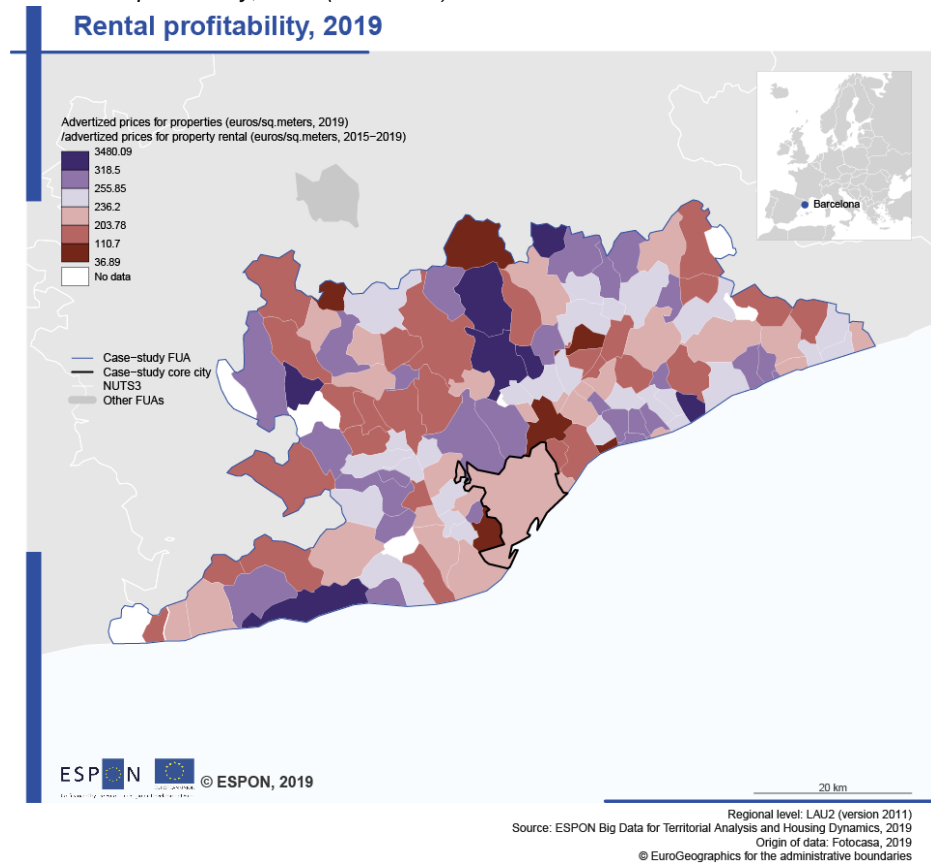 Rental profitability, 2019
Advertized prices for properties (euros/sq.meters, 2019)
/advertized prices for property rental (euros/sq.meters, 2015−2019)
3480.09
318.5
255.85
236.2
203.78
110.7
36.89
No data
Barcelona
Case−study FUA
Case−study core city
NUTS3
Other FUAs
ESPON
© ESPON, 2019
20 km
Regional level: LAU2 (version 2011)
Source: ESPON Big Data for Territorial Analysis and Housing Dynamics, 2019
Origin of data: Fotocasa, 2019
© EuroGeographics for the administrative boundaries